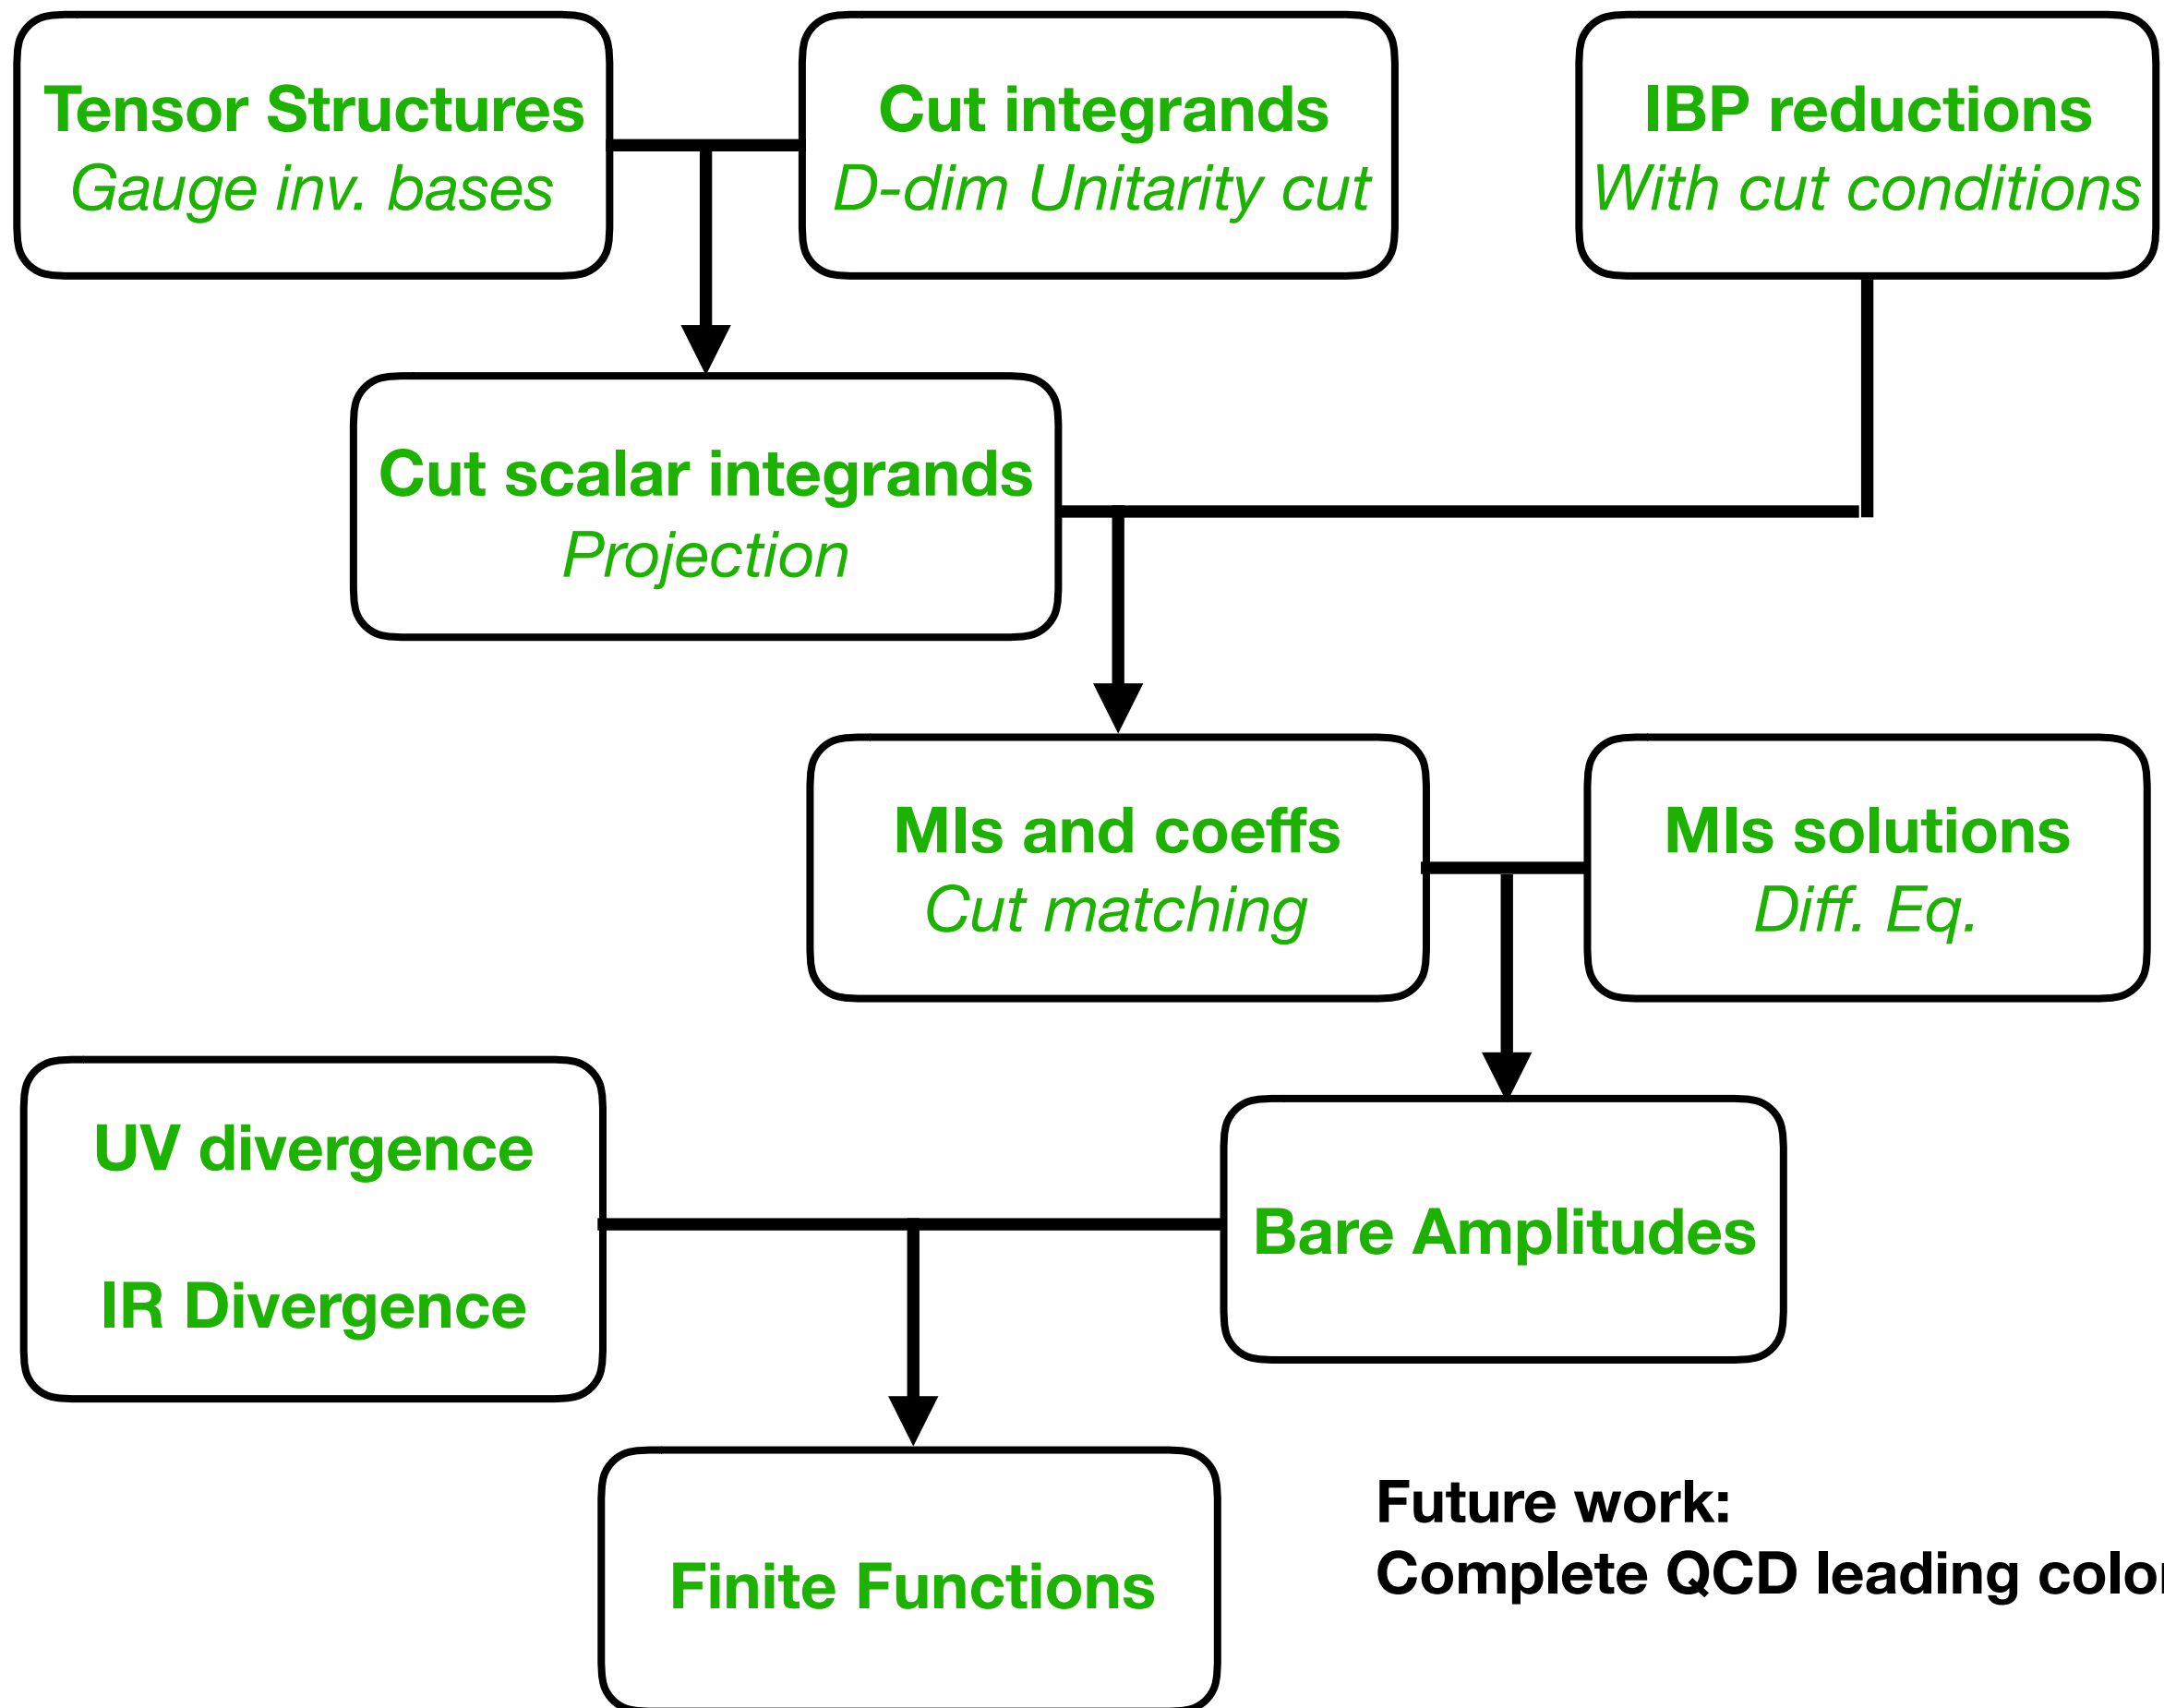 Tensor Structures
Gauge inv. bases
Cut integrands
D-dim Unitarity cut
IBP reductions
With cut conditions
Cut scalar integrands
Projection
MIs and coeffs
Cut matching
MIs solutions
Diff. Eq.
UV divergence
IR Divergence
Bare Amplitudes
Finite Functions
Future work:
Complete QCD leading color